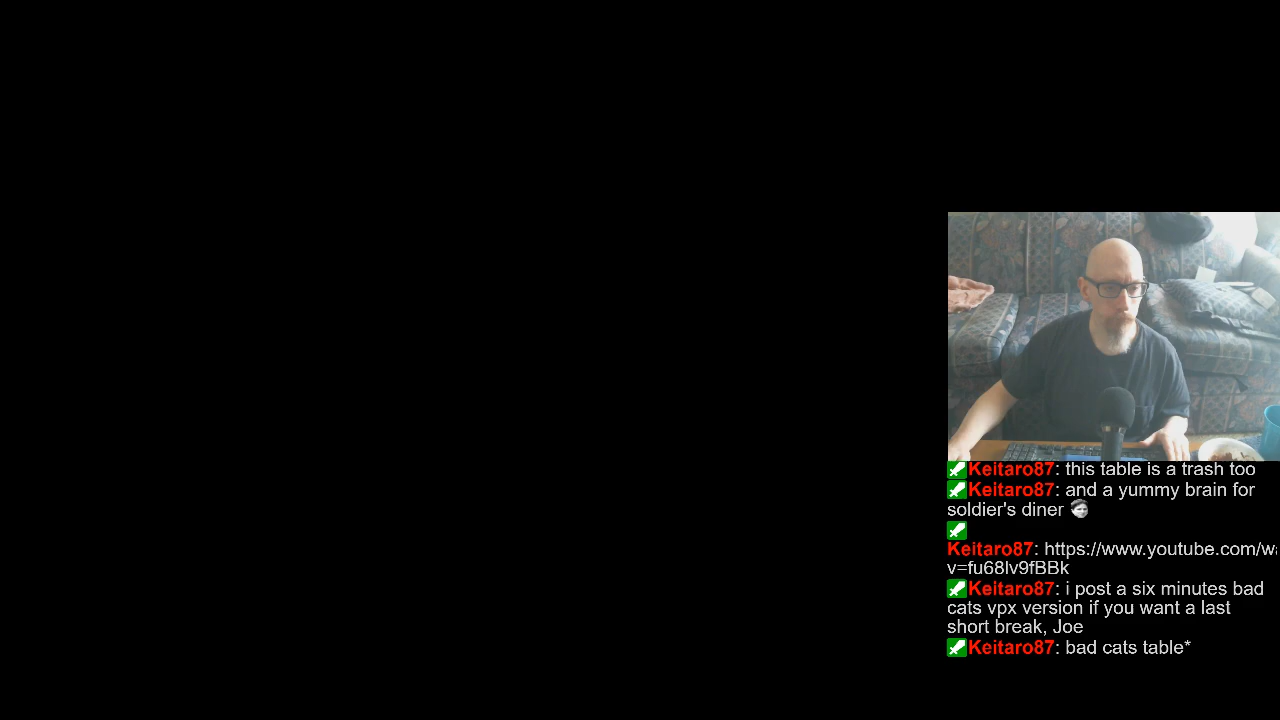 Keitaro87: this table is a trash too
Keitaro87: and a yummy brain for
soldier's diner
Keitaro87: https://www.youtube.com/wa
v=fu68lv9fBBk
Keitaro87: i post a six minutes bad
cats vpx version if you want a last
short break, Joe
Keitaro87: bad cats table*